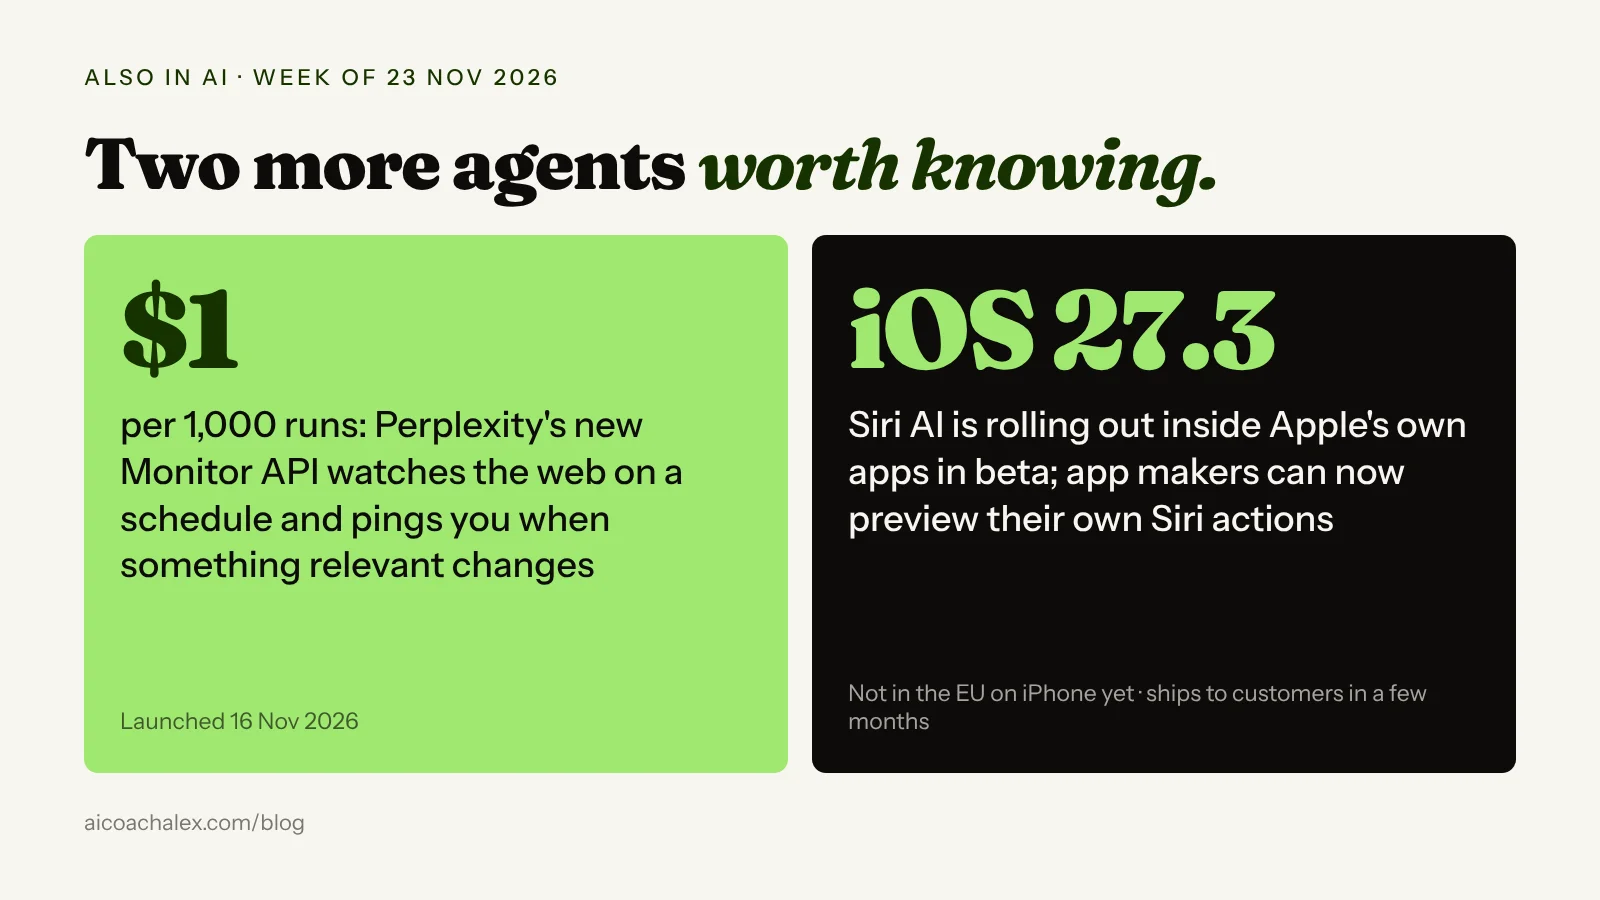 ALSO IN AI · WEEK OF 23 NOV 2026
Two more agents worth knowing.
$1
per 1,000 runs: Perplexity's new
Monitor API watches the web on a
schedule and pings you when
something relevant changes
Launched 16 Nov 2026
iOS 27.3
Siri AI is rolling out inside Apple's own
apps in beta; app makers can now
preview their own Siri actions
Not in the EU on iPhone yet · ships to customers in a few
months
aicoachalex.com/blog